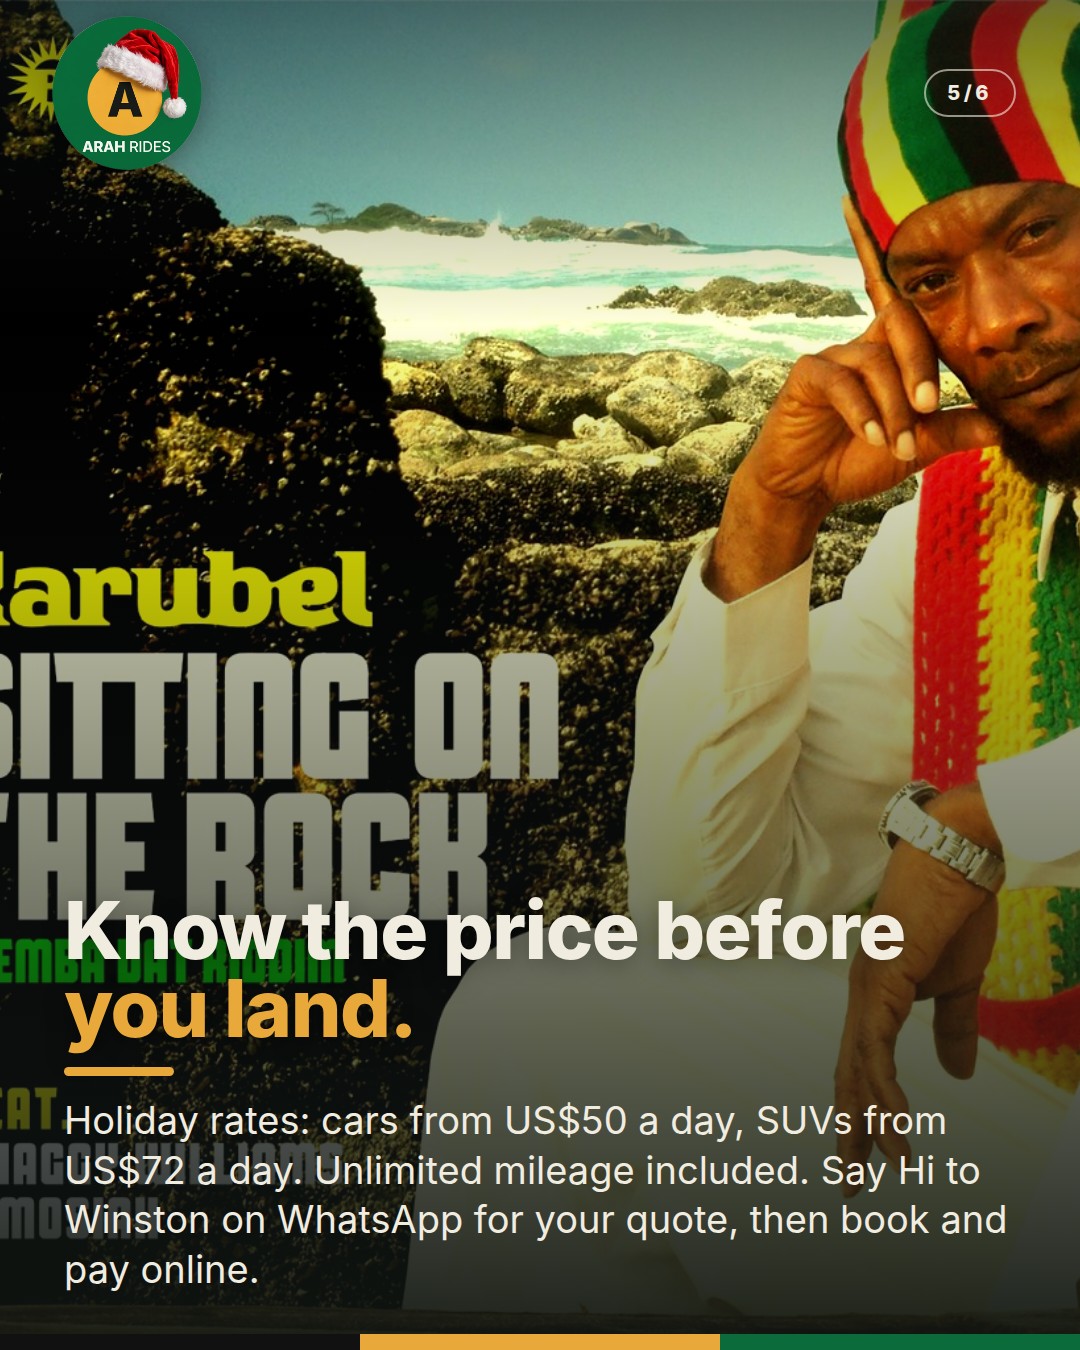 A
ARAH RIDES
5/6
arubel
SITTING ON
THE ROCK
Know the price before
you land.
Holiday rates: cars from US$50 a day, SUVs from
US$72 a day. Unlimited mileage included. Say Hi to
Winston on WhatsApp for your quote, then book and
pay online.